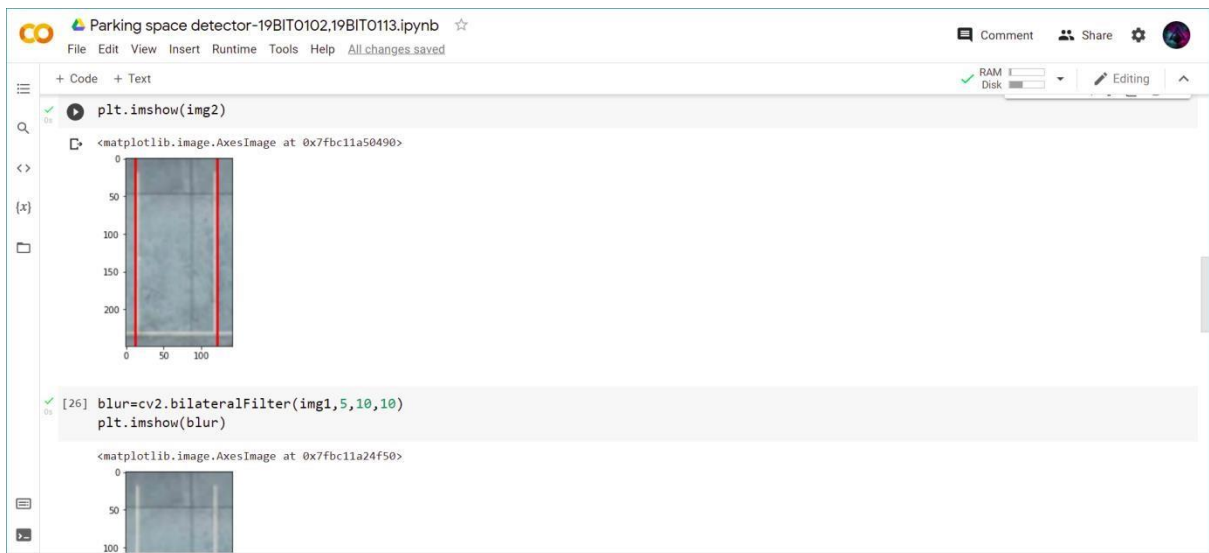 CO
Parking space detector-19BIT0102,19BIT0113.ipynb
Comment
Share
File Edit View Insert Runtime Tools Help All changes saved
+ Code + Text
RAM
Disk
Editing
0s
plt.imshow(img2)
<matplotlib.image.AxesImage at 0x7fbc11a50490>
0
50
100
150
200
0 50 100
{x}
0s
[26] blur=cv2.bilateralFilter(img1,5,10,10)
plt.imshow(blur)
<matplotlib.image.AxesImage at 0x7fbc11a24f50>
0
50
100